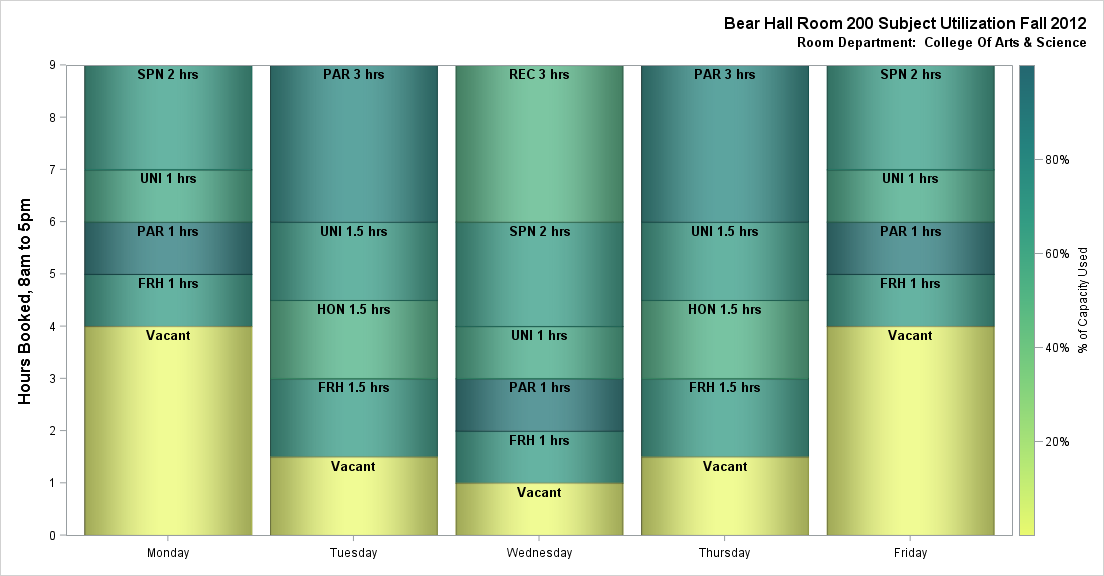 Bear Hall Room 200 Subject Utilization Fall 2012
Room Department:  College Of Arts & Science
Hours Booked, 8am to 5pm
9
8
7
6
5
4
3
2
1
0
SPN 2 hrs
UNI 1 hrs
PAR 1 hrs
FRH 1 hrs
Vacant
PAR 3 hrs
UNI 1.5 hrs
HON 1.5 hrs
FRH 1.5 hrs
Vacant
REC 3 hrs
SPN 2 hrs
UNI 1 hrs
PAR 1 hrs
FRH 1 hrs
Vacant
PAR 3 hrs
UNI 1.5 hrs
HON 1.5 hrs
FRH 1.5 hrs
Vacant
SPN 2 hrs
UNI 1 hrs
PAR 1 hrs
FRH 1 hrs
Vacant
Monday
Tuesday
Wednesday
Thursday
Friday
80%
60%
40%
20%
% of Capacity Used